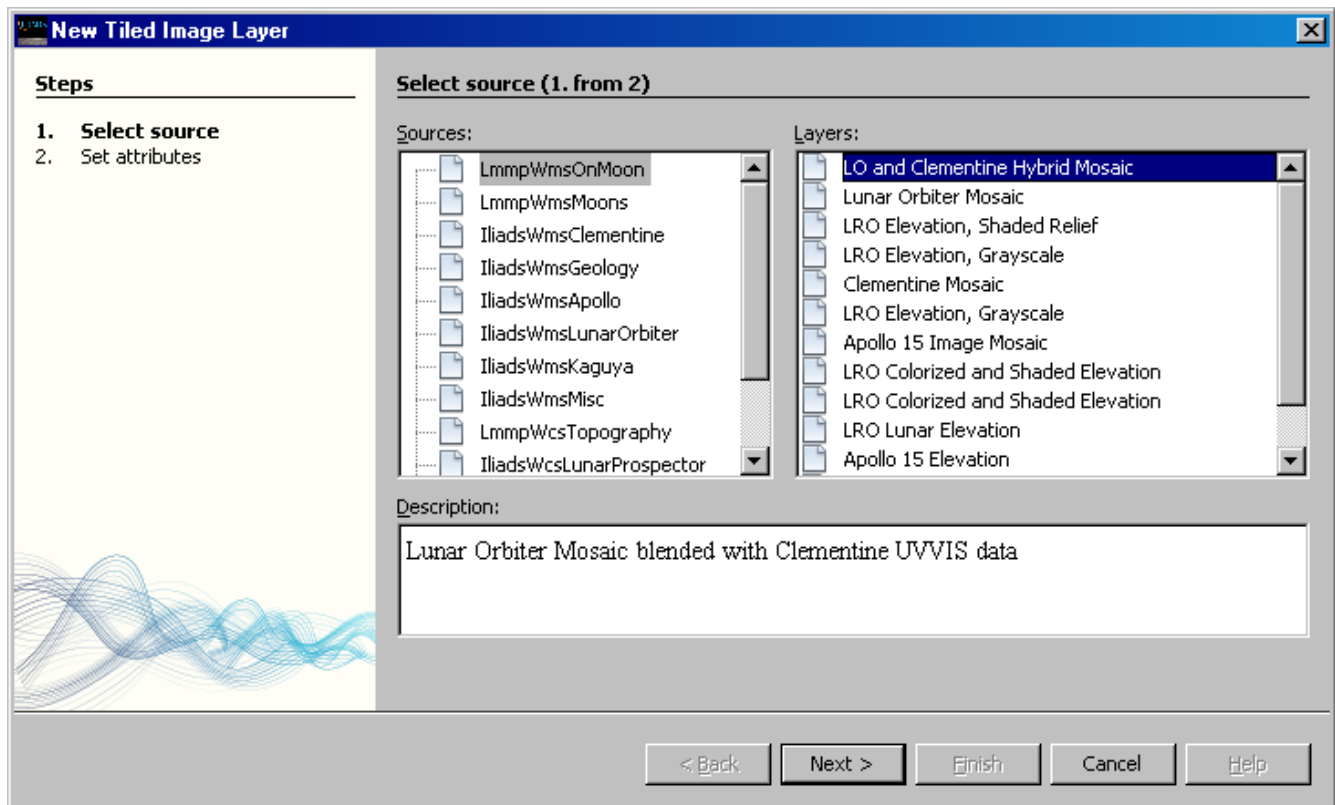 New Tiled Image Layer
Steps
1. Select source
2. Set attributes
Select source (1. from 2)
Sources:
LmmpWmsOnMoon
LmmpWmsMoons
IliadsWmsClementine
IliadsWmsGeology
IliadsWmsApollo
IliadsWmsLunarOrbiter
IliadsWmsKaguya
IliadsWmsMisc
LmmpWcsTopography
IliadsWcsLunarProspector
Layers:
LO and Clementine Hybrid Mosaic
Lunar Orbiter Mosaic
LRO Elevation, Shaded Relief
LRO Elevation, Grayscale
Clementine Mosaic
LRO Elevation, Grayscale
Apollo 15 Image Mosaic
LRO Colorized and Shaded Elevation
LRO Colorized and Shaded Elevation
LRO Lunar Elevation
Apollo 15 Elevation
Description:
Lunar Orbiter Mosaic blended with Clementine UVVIS data
< Back Next > Finish Cancel Help